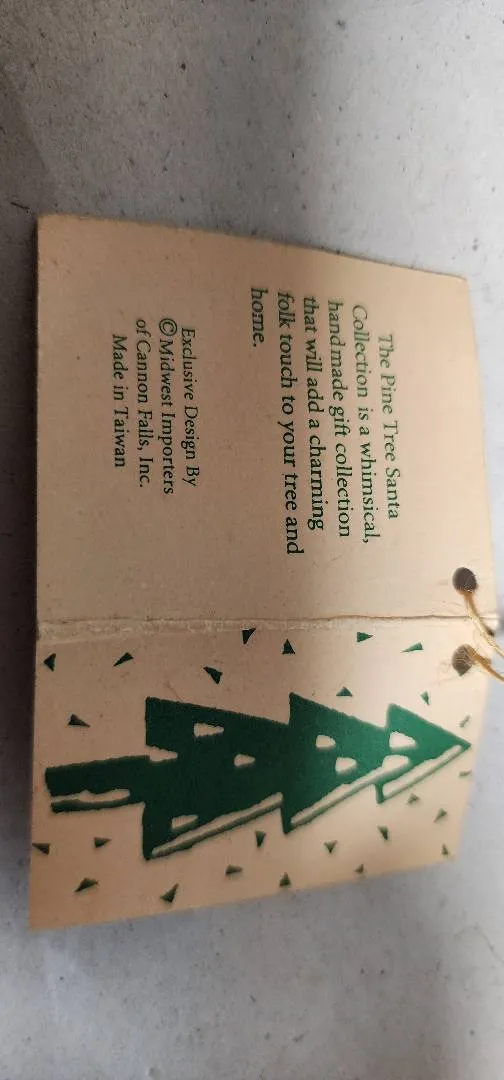 The Pine Tree Santa
Collection is a whimsical,
handmade gift collection
that will add a charming
folk touch to your tree and
home.
Exclusive Design By
©Midwest Importers
of Cannon Falls, Inc.
Made in Taiwan